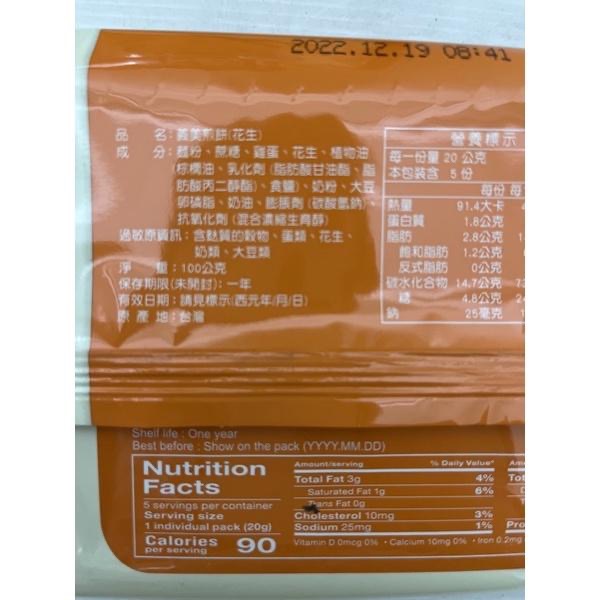 2022.12.19 08:41
品 名:義美煎餅(花生)
成 分:麵粉、蔗糖、雞蛋、花生、植物油
(棕櫚油、乳化劑(脂肪酸甘油酯、脂
肪酸丙二醇酯)、食鹽)、奶粉、大豆
卵磷脂、奶油、膨脹劑(碳酸氫鈉)、
抗氧化劑(混合濃縮生育醇)
過敏原資訊:含麩質的穀物、蛋類、花生、
奶類、大豆類
淨 重:100公克
保存期限(未開封):一年
有效日期:請見標示(西元年/月/日)
原 產 地:台灣
營養標示
每一份量 20 公克
本包裝含 5 份
每份 每
熱量 91.4大卡
蛋白質 1.8公克
脂肪 2.8公克
飽和脂肪 1.2公克
反式脂肪 0公克
碳水化合物 14.7公克
糖 4.8公克
鈉 25毫克
Shelf life : One year
Best before : Show on the pack (YYYY.MM.DD)
Nutrition
Facts
5 servings per container
Serving size
1 individual pack (20g)
Calories
per serving 90
Amount/serving % Daily Value*
Total Fat 3g 4%
Saturated Fat 1g 6%
Trans Fat 0g
Cholesterol 10mg 3%
Sodium 25mg 1%
Vitamin D 0mcg 0% • Calcium 10mg 0% • Iron 0.2mg